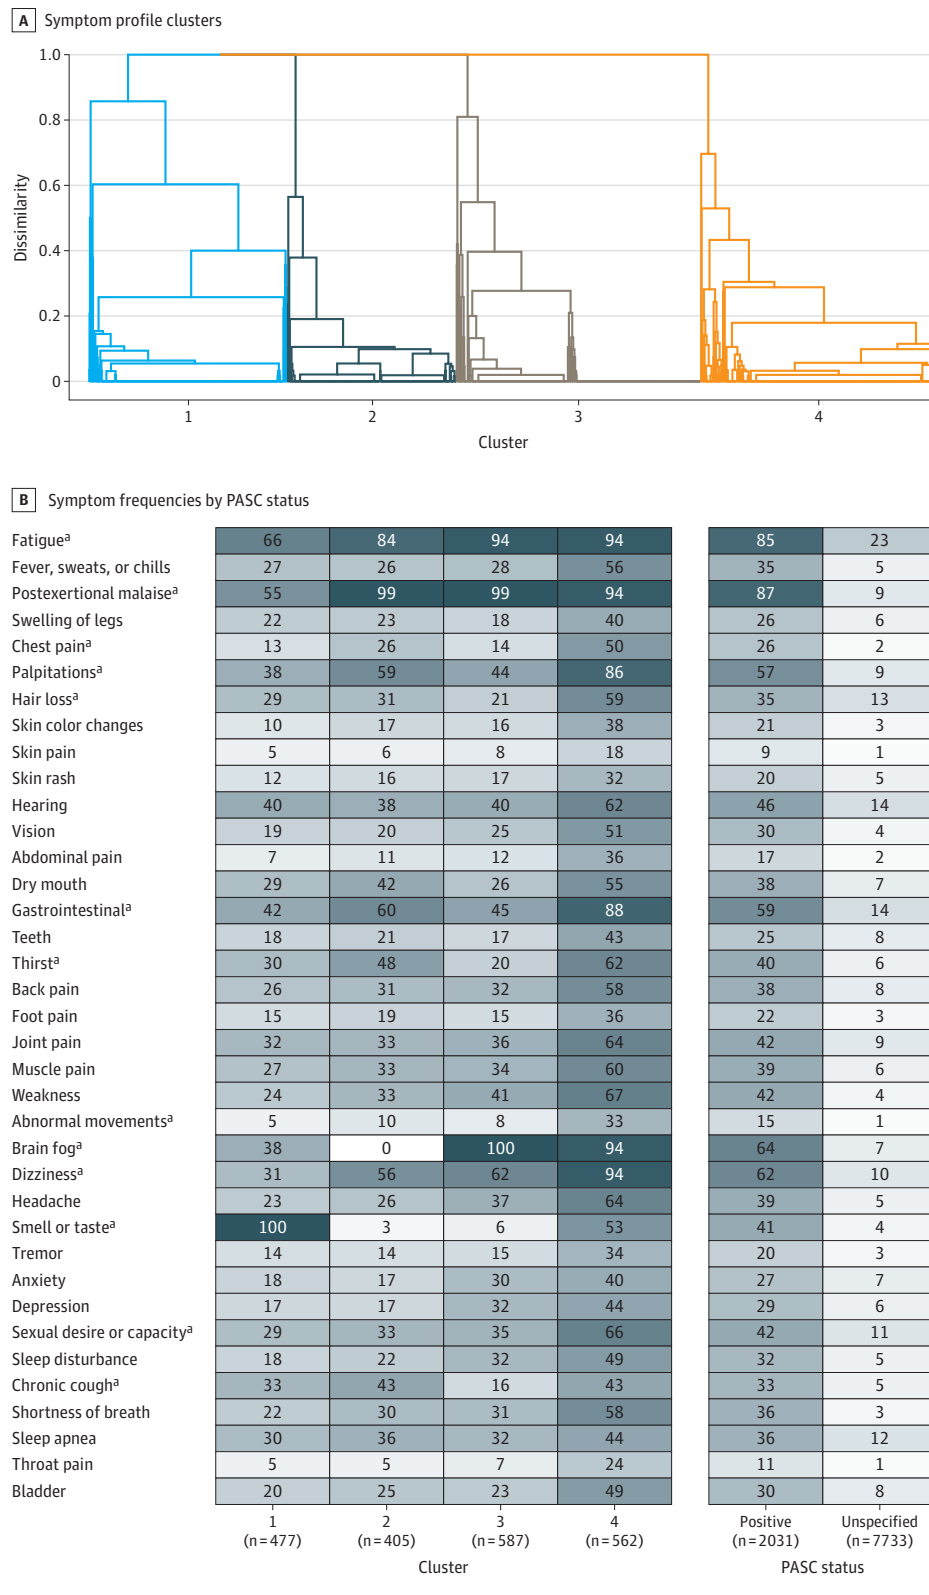 A Symptom profile clusters
1.0
0.8
0.6
0.4
0.2
0
Dissimilarity
1 2 3 4
Cluster
B Symptom frequencies by PASC status
Fatigueᵃ 66 84 94 94 85 23
Fever, sweats, or chills 27 26 28 56 35 5
Postexertional malaiseᵃ 55 99 99 94 87 9
Swelling of legs 22 23 18 40 26 6
Chest painᵃ 13 26 14 50 26 2
Palpitationsᵃ 38 59 44 86 57 9
Hair lossᵃ 29 31 21 59 35 13
Skin color changes 10 17 16 38 21 3
Skin pain 5 6 8 18 9 1
Skin rash 12 16 17 32 20 5
Hearing 40 38 40 62 46 14
Vision 19 20 25 51 30 4
Abdominal pain 7 11 12 36 17 2
Dry mouth 29 42 26 55 38 7
Gastrointestinalᵃ 42 60 45 88 59 14
Teeth 18 21 17 43 25 8
Thirstᵃ 30 48 20 62 40 6
Back pain 26 31 32 58 38 8
Foot pain 15 19 15 36 22 3
Joint pain 32 33 36 64 42 9
Muscle pain 27 33 34 60 39 6
Weakness 24 33 41 67 42 4
Abnormal movementsᵃ 5 10 8 33 15 1
Brain fogᵃ 38 0 100 94 64 7
Dizzinessᵃ 31 56 62 94 62 10
Headache 23 26 37 64 39 5
Smell or tasteᵃ 100 3 6 53 41 4
Tremor 14 14 15 34 20 3
Anxiety 18 17 30 40 27 7
Depression 17 17 32 44 29 6
Sexual desire or capacityᵃ 29 33 35 66 42 11
Sleep disturbance 18 22 32 49 32 5
Chronic coughᵃ 33 43 16 43 33 5
Shortness of breath 22 30 31 58 36 3
Sleep apnea 30 36 32 44 36 12
Throat pain 5 5 7 24 11 1
Bladder 20 25 23 49 30 8
1 2 3 4 Positive Unspecified
(n=477) (n=405) (n=587) (n=562) (n=2031) (n=7733)
Cluster PASC status